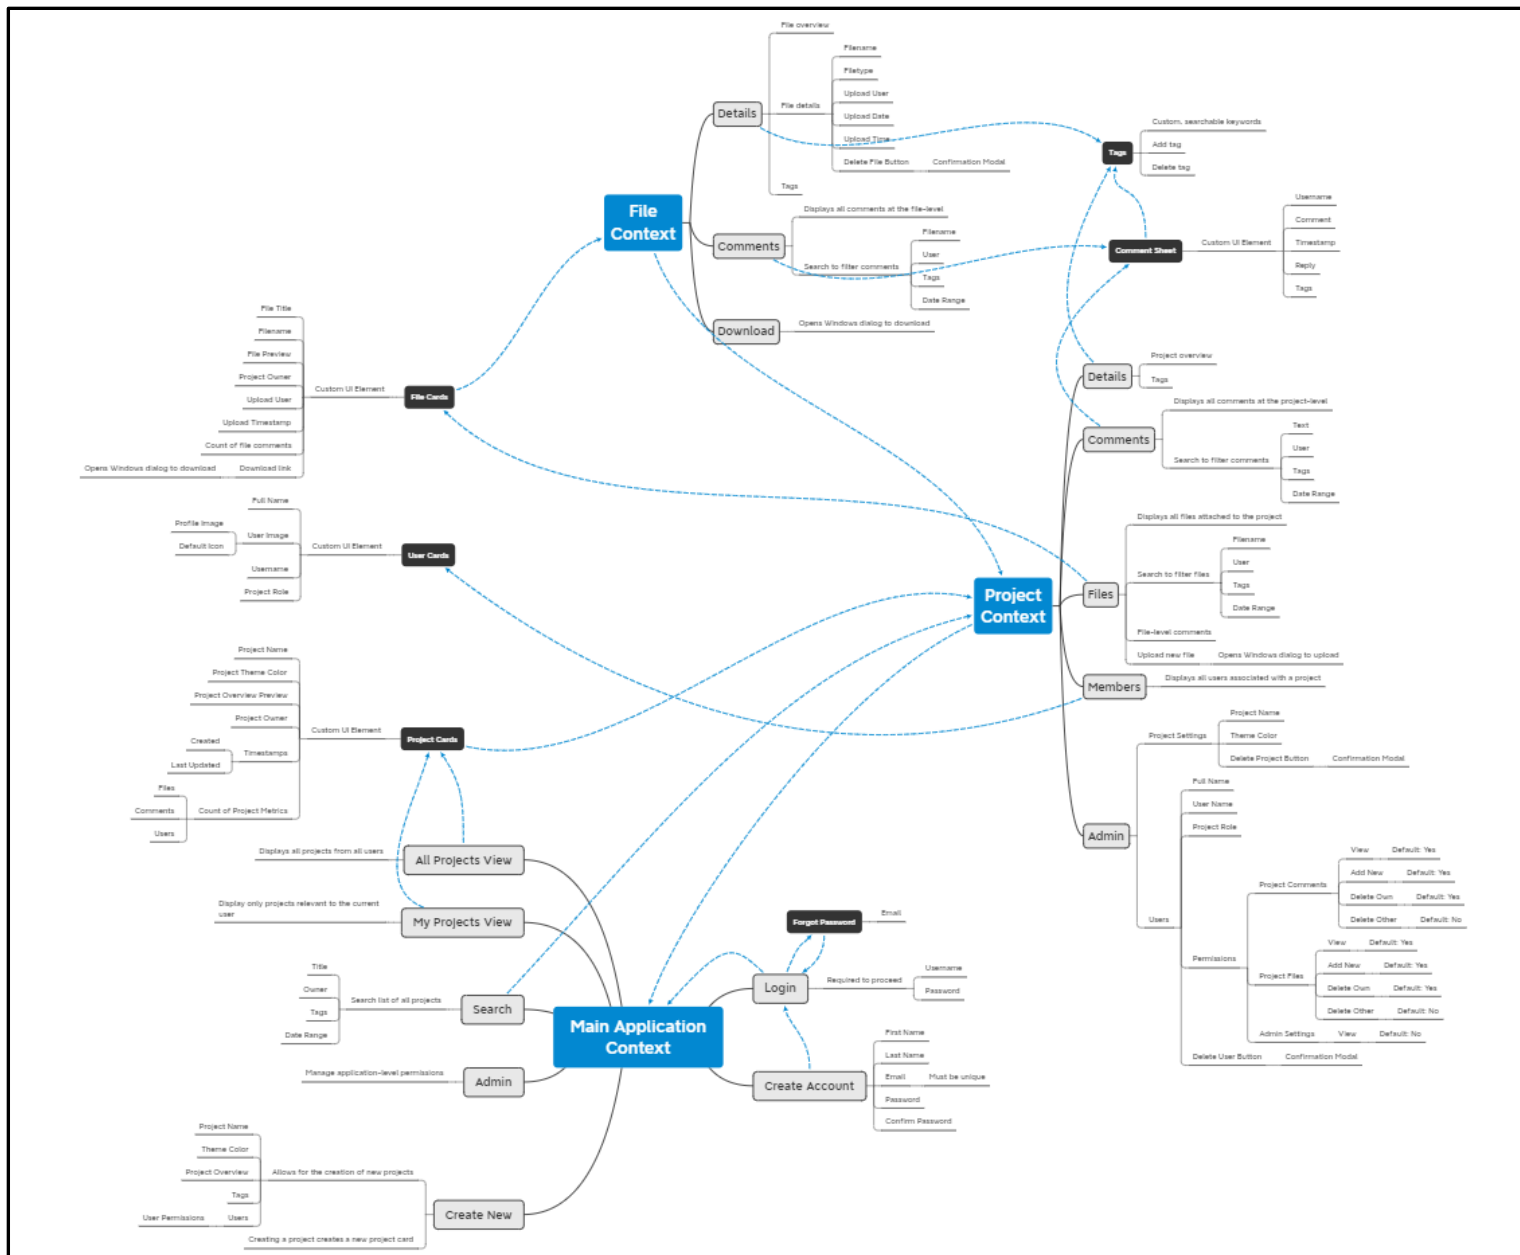 File overview
Filename
Filetype
Upload User
File details
Upload Date
Upload Time
Delete File Button
Confirmation Modal
Tags
Details
File
Context
Displays all comments at the file-level
Comments
Search to filter comments
Filename
User
Tags
Date Range
Download
Opens Windows dialog to download
Tags
Custom, searchable keywords
Add tag
Delete tag
Comment Sheet
Custom UI Element
Username
Comment
Timestamp
Reply
Tags
File Title
Filename
File Preview
Project Owner
Upload User
Upload Timestamp
Count of file comments
Opens Windows dialog to download
Download link
Custom UI Element
File Cards
Full Name
Profile Image
User Image
Default Icon
Username
Project Role
Custom UI Element
User Cards
Project Name
Project Theme Color
Project Overview Preview
Project Owner
Created
Timestamps
Last Updated
Files
Comments
Count of Project Metrics
Users
Custom UI Element
Project Cards
Project
Context
Details
Project overview
Tags
Comments
Displays all comments at the project-level
Search to filter comments
Text
User
Tags
Date Range
Files
Displays all files attached to the project
Search to filter files
Filename
User
Tags
Date Range
File-level comments
Upload new file
Opens Windows dialog to upload
Members
Displays all users associated with a project
Admin
Project Settings
Project Name
Theme Color
Delete Project Button
Confirmation Modal
Users
Full Name
User Name
Project Role
Permissions
Project Comments
View
Default: Yes
Add New
Default: Yes
Delete Own
Default: Yes
Delete Other
Default: No
Project Files
View
Default: Yes
Add New
Default: Yes
Delete Own
Default: Yes
Delete Other
Default: No
Admin Settings
View
Default: No
Delete User Button
Confirmation Modal
Displays all projects from all users
All Projects View
Display only projects relevant to the current
user
My Projects View
Title
Owner
Tags
Date Range
Search list of all projects
Search
Main Application
Context
Manage application-level permissions
Admin
Project Name
Theme Color
Project Overview
Tags
User Permissions
Users
Allows for the creation of new projects
Creating a project creates a new project card
Create New
Forgot Password
Email
Login
Required to proceed
Username
Password
Create Account
First Name
Last Name
Email
Must be unique
Password
Confirm Password